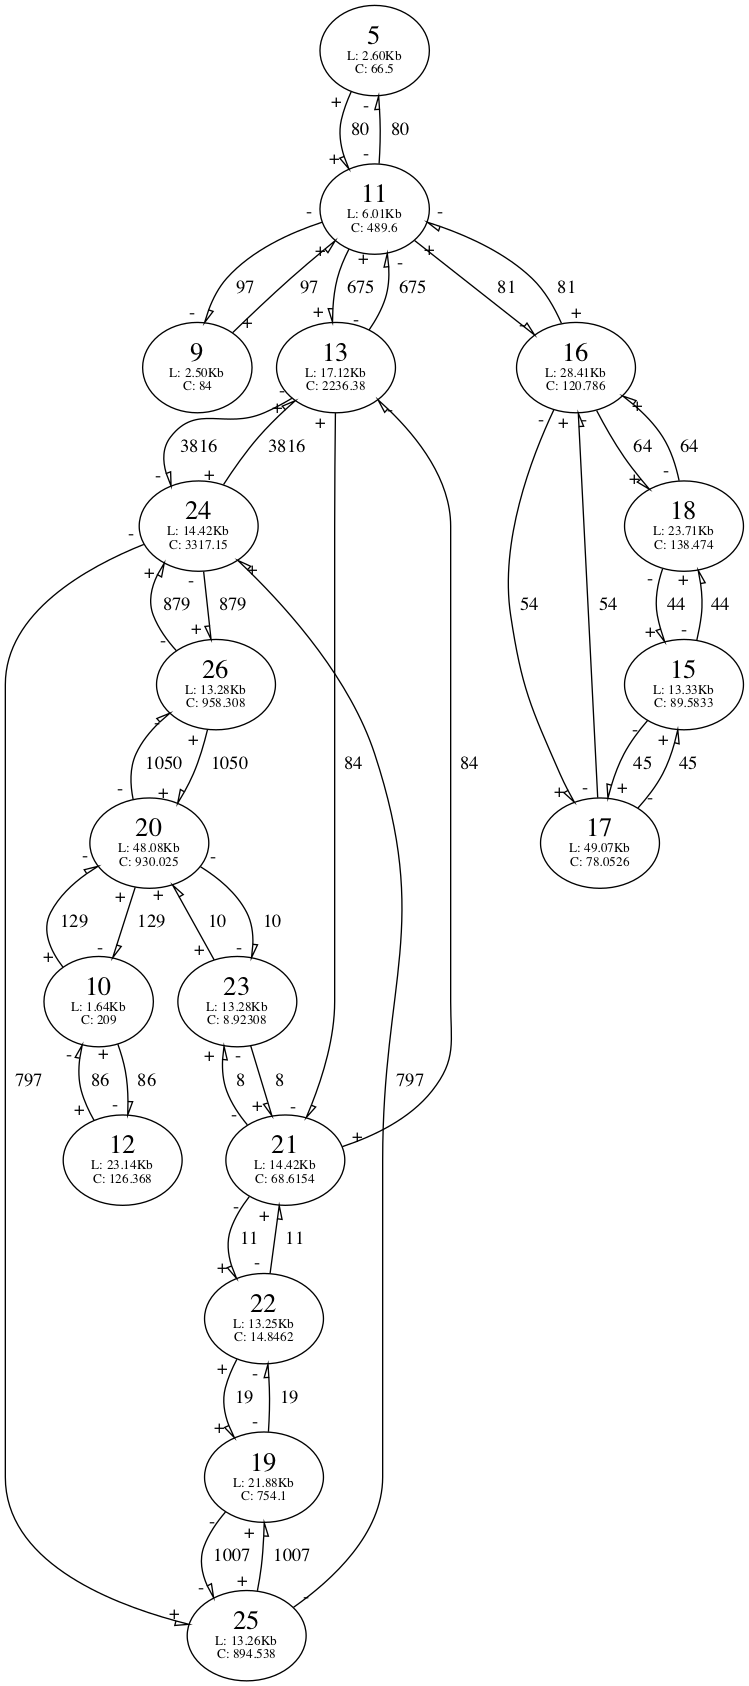 5
L: 2.60Kb
C: 66.5
+ -
80 80
+ -
11
L: 6.01Kb
C: 489.6
- -
+ + - +
97 97 675 675 81 81
- + + - - +
9
L: 2.50Kb
C: 84
13
L: 17.12Kb
C: 2236.38
16
L: 28.41Kb
C: 120.786
- + + - - + - +
3816 3816 64 64
- + + -
24
L: 14.42Kb
C: 3317.15
18
L: 23.71Kb
C: 138.474
- + - + - +
879 879 54 54 44 44
- + + -
26
L: 13.28Kb
C: 958.308
15
L: 13.33Kb
C: 89.5833
- + - +
1050 1050 84 84 45 45
- + + - + -
20
L: 48.08Kb
C: 930.025
17
L: 49.07Kb
C: 78.0526
- -
+ +
129 129 10 10
+ - + -
10
L: 1.64Kb
C: 209
23
L: 13.28Kb
C: 8.92308
- + + -
797 86 86 8 8 797
+ - - + - +
12
L: 23.14Kb
C: 126.368
21
L: 14.42Kb
C: 68.6154
- +
11 11
+ -
22
L: 13.25Kb
C: 14.8462
+ -
19 19
+ -
19
L: 21.88Kb
C: 754.1
- +
1007 1007
- + -
+
25
L: 13.26Kb
C: 894.538